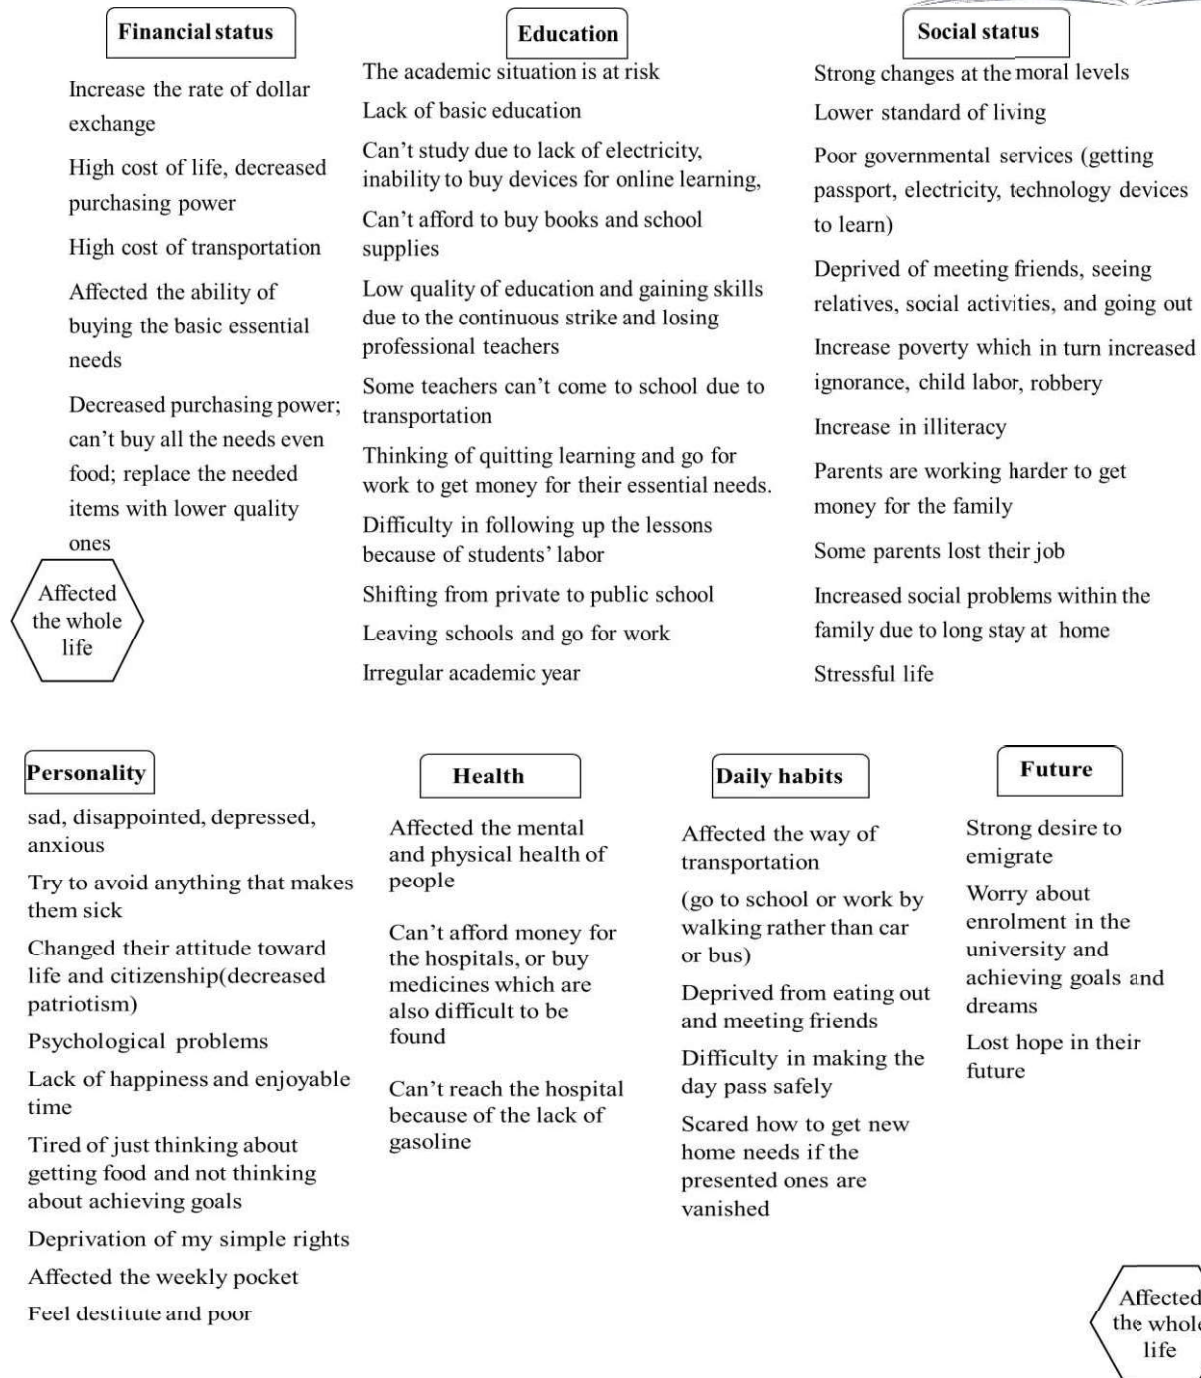 Financial status
Increase the rate of dollar
exchange
High cost of life, decreased
purchasing power
High cost of transportation
Affected the ability of
buying the basic essential
needs
Decreased purchasing power;
can't buy all the needs even
food; replace the needed
items with lower quality
ones
Affected
the whole
life
Education
The academic situation is at risk
Lack of basic education
Can't study due to lack of electricity,
inability to buy devices for online learning,
Can't afford to buy books and school
supplies
Low quality of education and gaining skills
due to the continuous strike and losing
professional teachers
Some teachers can't come to school due to
transportation
Thinking of quitting learning and go for
work to get money for their essential needs.
Difficulty in following up the lessons
because of students' labor
Shifting from private to public school
Leaving schools and go for work
Irregular academic year
Social status
Strong changes at the moral levels
Lower standard of living
Poor governmental services (getting
passport, electricity, technology devices
to learn)
Deprived of meeting friends, seeing
relatives, social activities, and going out
Increase poverty which in turn increased
ignorance, child labor, robbery
Increase in illiteracy
Parents are working harder to get
money for the family
Some parents lost their job
Increased social problems within the
family due to long stay at home
Stressful life
Personality
sad, disappointed, depressed,
anxious
Try to avoid anything that makes
them sick
Changed their attitude toward
life and citizenship(decreased
patriotism)
Psychological problems
Lack of happiness and enjoyable
time
Tired of just thinking about
getting food and not thinking
about achieving goals
Deprivation of my simple rights
Affected the weekly pocket
Feel destitute and poor
Health
Affected the mental
and physical health of
people
Can't afford money for
the hospitals, or buy
medicines which are
also difficult to be
found
Can't reach the hospital
because of the lack of
gasoline
Daily habits
Affected the way of
transportation
(go to school or work by
walking rather than car
or bus)
Deprived from eating out
and meeting friends
Difficulty in making the
day pass safely
Scared how to get new
home needs if the
presented ones are
vanished
Future
Strong desire to
emigrate
Worry about
enrolment in the
university and
achieving goals and
dreams
Lost hope in their
future
Affected
the whole
life